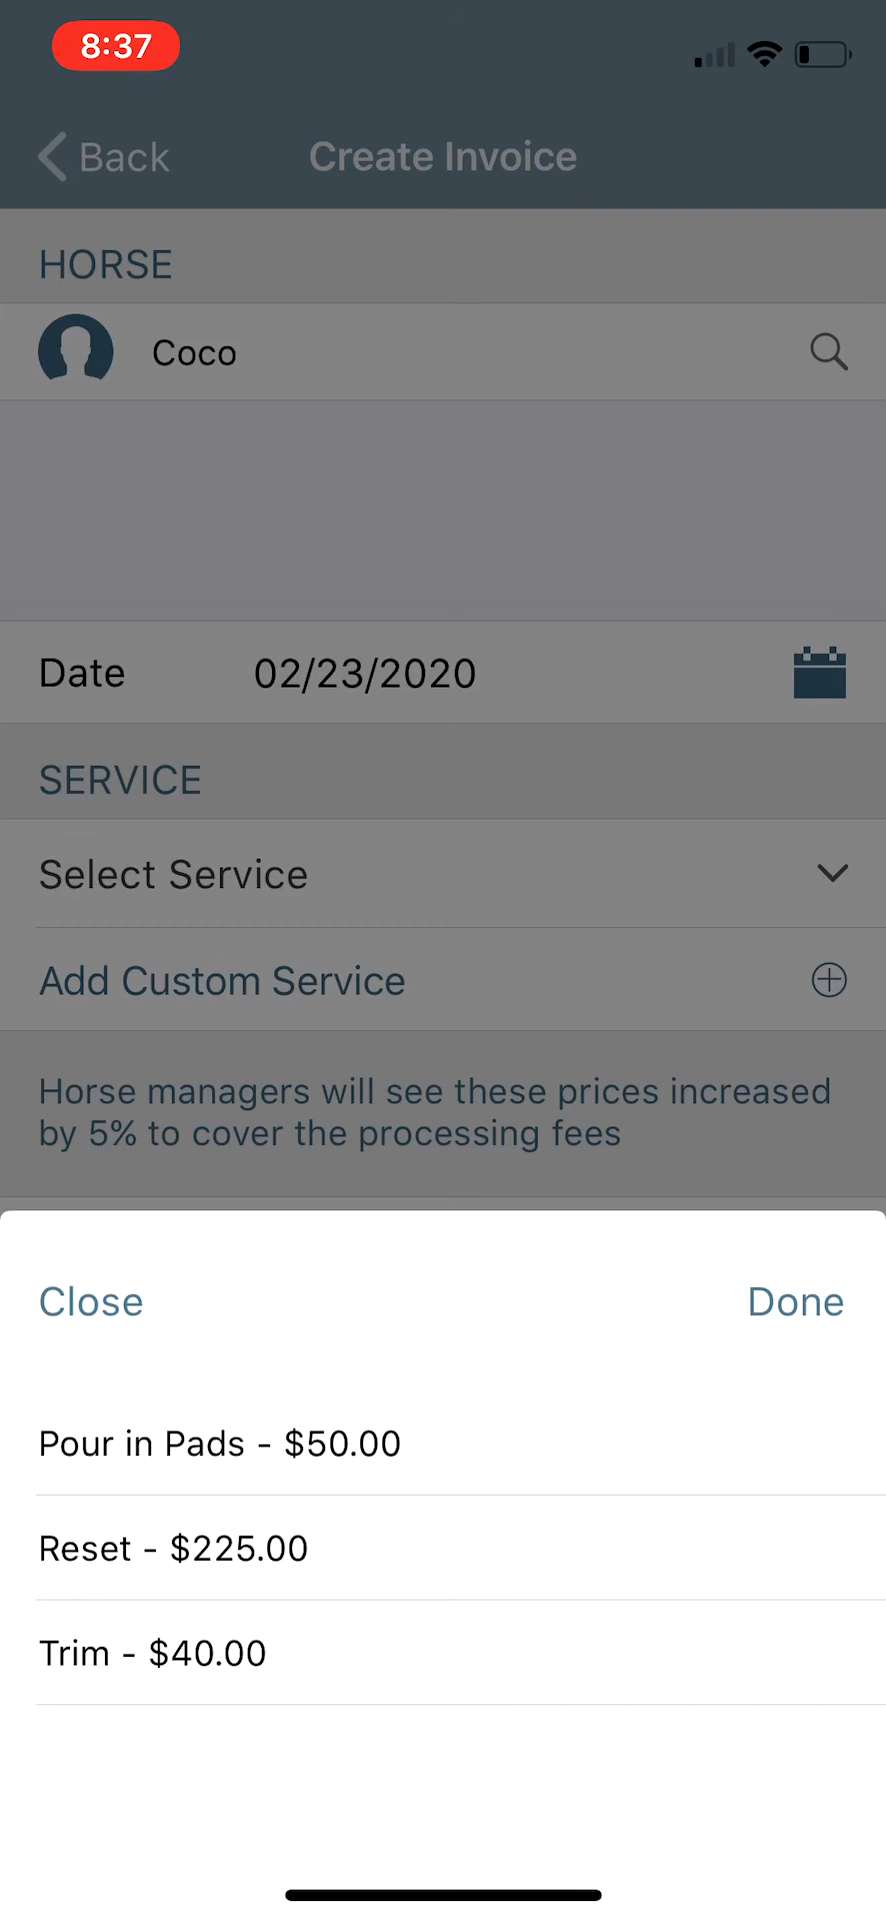 8:37
Back
Create Invoice
HORSE
Coco
Date 02/23/2020
SERVICE
Select Service
Add Custom Service
Horse managers will see these prices increased
by 5% to cover the processing fees
Close
Done
Pour in Pads - $50.00
Reset - $225.00
Trim - $40.00